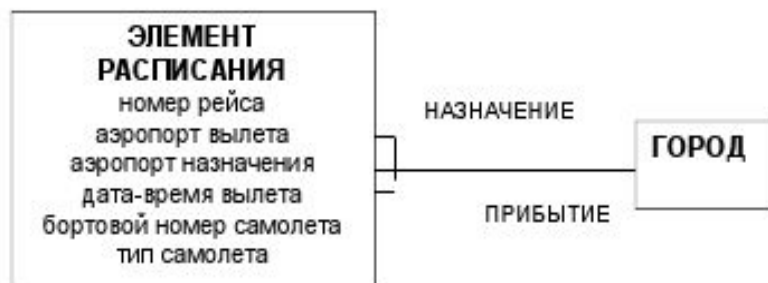 ЭЛЕМЕНТ
РАСПИСАНИЯ
номер рейса
аэропорт вылета
аэропорт назначения
дата-время вылета
бортовой номер самолета
тип самолета
НАЗНАЧЕНИЕ
ПРИБЫТИЕ
ГОРОД